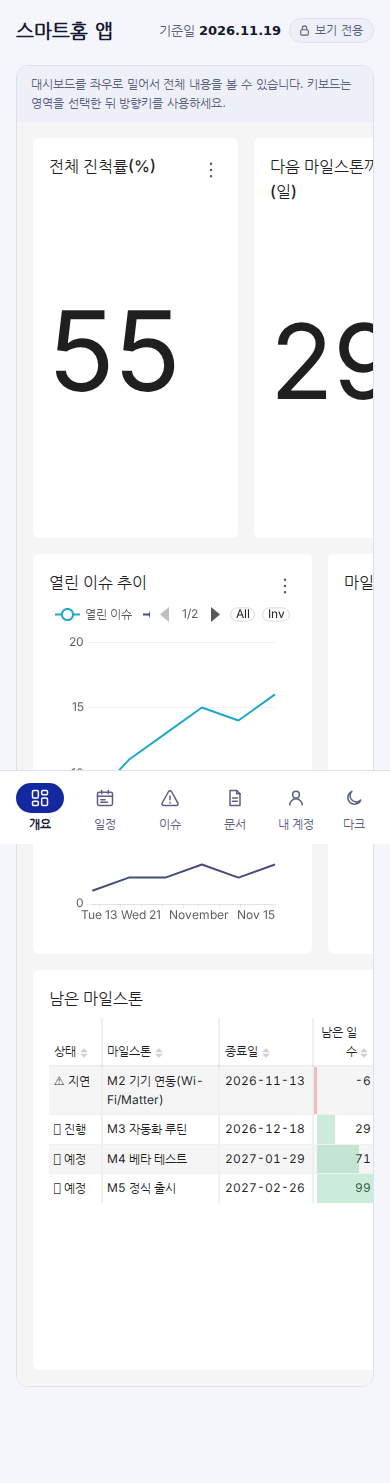 스마트홈 앱
기준일 2026.11.19 보기 전용
대시보드를 좌우로 밀어서 전체 내용을 볼 수 있습니다. 키보드는
영역을 선택한 뒤 방향키를 사용하세요.
전체 진척률(%)
다음 마일스톤까
(일)
55
29
열린 이슈 추이
마일
열린 이슈 1/2 All Inv
20
15
개요 일정 이슈 문서 내 계정 다크
0
Tue 13 Wed 21 November Nov 15
남은 마일스톤
상태 마일스톤 종료일 남은 일
수
⚠ 지연 M2 기기 연동(Wi-
Fi/Matter) 2026-11-13 -6
진행 M3 자동화 루틴 2026-12-18 29
예정 M4 베타 테스트 2027-01-29 71
예정 M5 정식 출시 2027-02-26 99